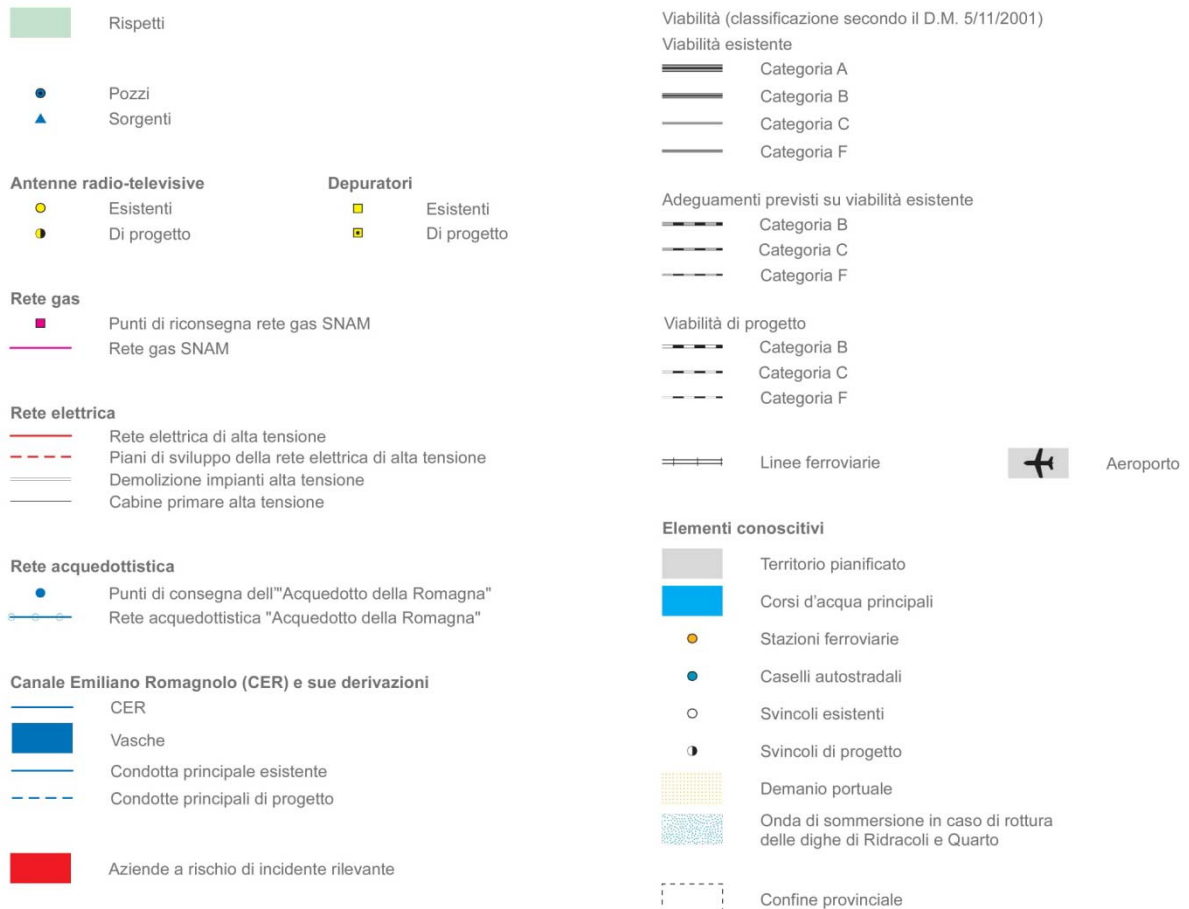 Rispetti
Pozzi
Sorgenti
Antenne radio-televisive
Esistenti
Di progetto
Depuratori
Esistenti
Di progetto
Rete gas
Punti di riconsegna rete gas SNAM
Rete gas SNAM
Rete elettrica
Rete elettrica di alta tensione
Piani di sviluppo della rete elettrica di alta tensione
Demolizione impianti alta tensione
Cabine primare alta tensione
Rete acquedottistica
Punti di consegna dell'"Acquedotto della Romagna"
Rete acquedottistica "Acquedotto della Romagna"
Canale Emiliano Romagnolo (CER) e sue derivazioni
CER
Vasche
Condotta principale esistente
Condotte principali di progetto
Aziende a rischio di incidente rilevante
Viabilità (classificazione secondo il D.M. 5/11/2001)
Viabilità esistente
Categoria A
Categoria B
Categoria C
Categoria F
Adeguamenti previsti su viabilità esistente
Categoria B
Categoria C
Categoria F
Viabilità di progetto
Categoria B
Categoria C
Categoria F
Linee ferroviarie
Aeroporto
Elementi conoscitivi
Territorio pianificato
Corsi d'acqua principali
Stazioni ferroviarie
Caselli autostradali
Svincoli esistenti
Svincoli di progetto
Demanio portuale
Onda di sommersione in caso di rottura
delle dighe di Ridracoli e Quarto
Confine provinciale